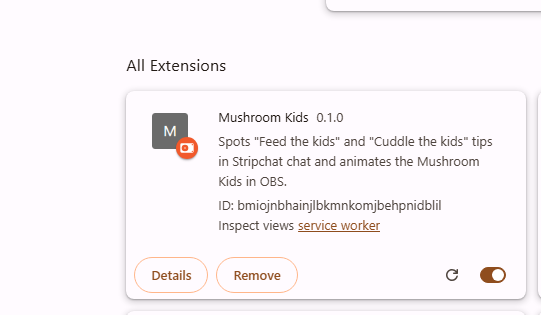 All Extensions
M
Mushroom Kids 0.1.0
Spots "Feed the kids" and "Cuddle the kids" tips
in Stripchat chat and animates the Mushroom
Kids in OBS.
ID: bmiojnbhainjlbkmnkomjbehpnidblil
Inspect views service worker
Details
Remove